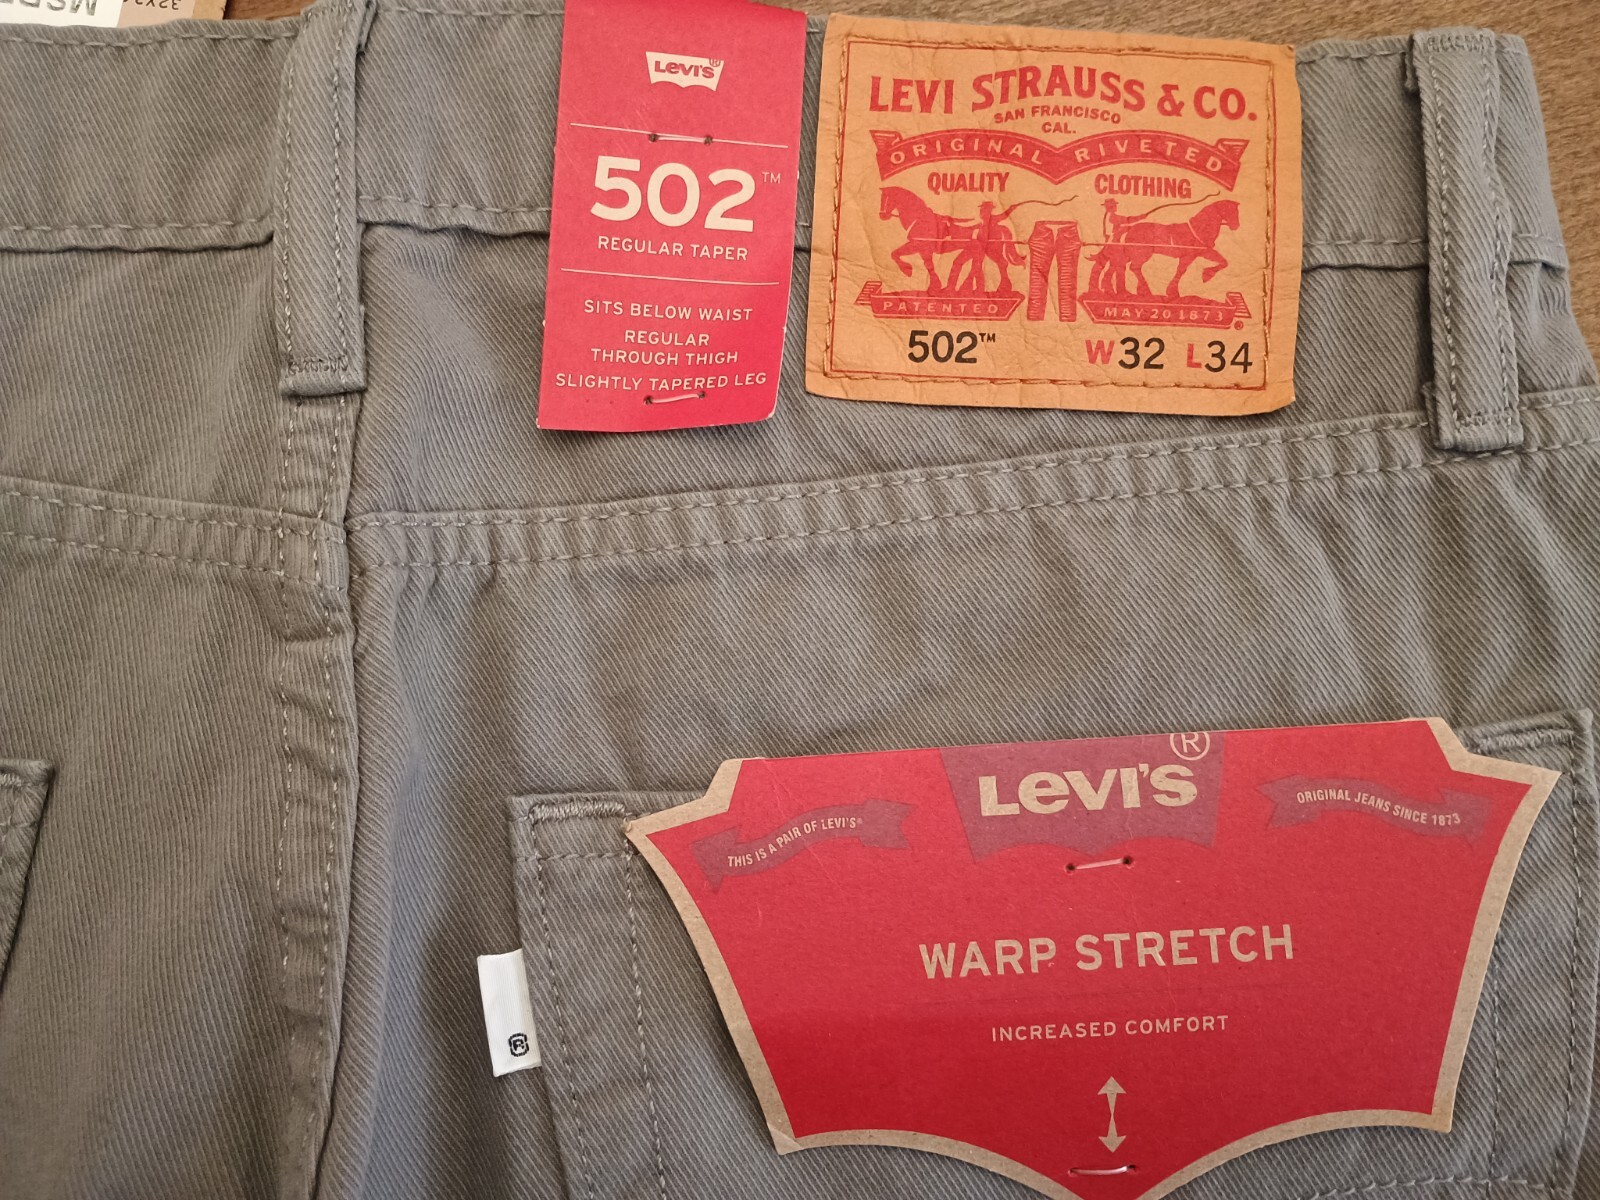 MSRP
32X34
LEVI'S®
502™
REGULAR TAPER
SITS BELOW WAIST
REGULAR
THROUGH THIGH
SLIGHTLY TAPERED LEG
LEVI STRAUSS & CO.
SAN FRANCISCO
CAL.
ORIGINAL RIVETED
QUALITY CLOTHING
PATENTED MAY 20 1873 ®
502™ W32 L34
LEVI'S®
THIS IS A PAIR OF LEVI'S®
ORIGINAL JEANS SINCE 1873
WARP STRETCH
INCREASED COMFORT
®